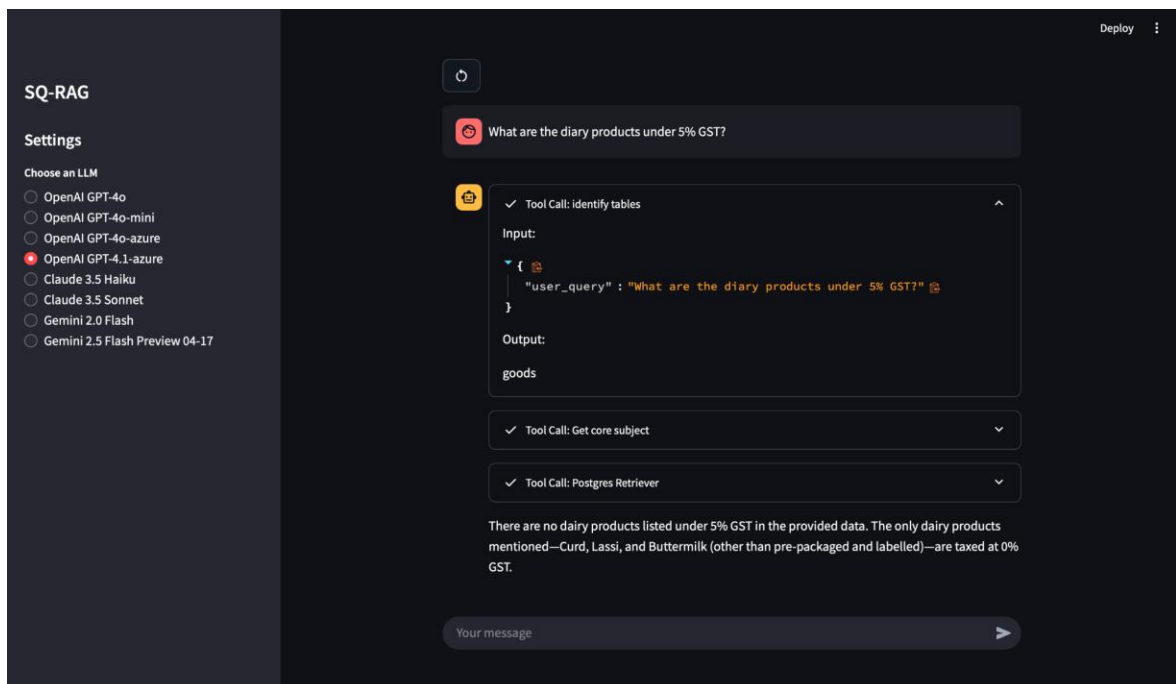 Deploy
SQ-RAG
Settings
Choose an LLM
OpenAI GPT-4o
OpenAI GPT-4o-mini
OpenAI GPT-4o-azure
OpenAI GPT-4.1-azure
Claude 3.5 Haiku
Claude 3.5 Sonnet
Gemini 2.0 Flash
Gemini 2.5 Flash Preview 04-17
What are the diary products under 5% GST?
Tool Call: identify tables
Input:
{
"user_query" : "What are the diary products under 5% GST?"
}
Output:
goods
Tool Call: Get core subject
Tool Call: Postgres Retriever
There are no dairy products listed under 5% GST in the provided data. The only dairy products
mentioned—Curd, Lassi, and Buttermilk (other than pre-packaged and labelled)—are taxed at 0%
GST.
Your message